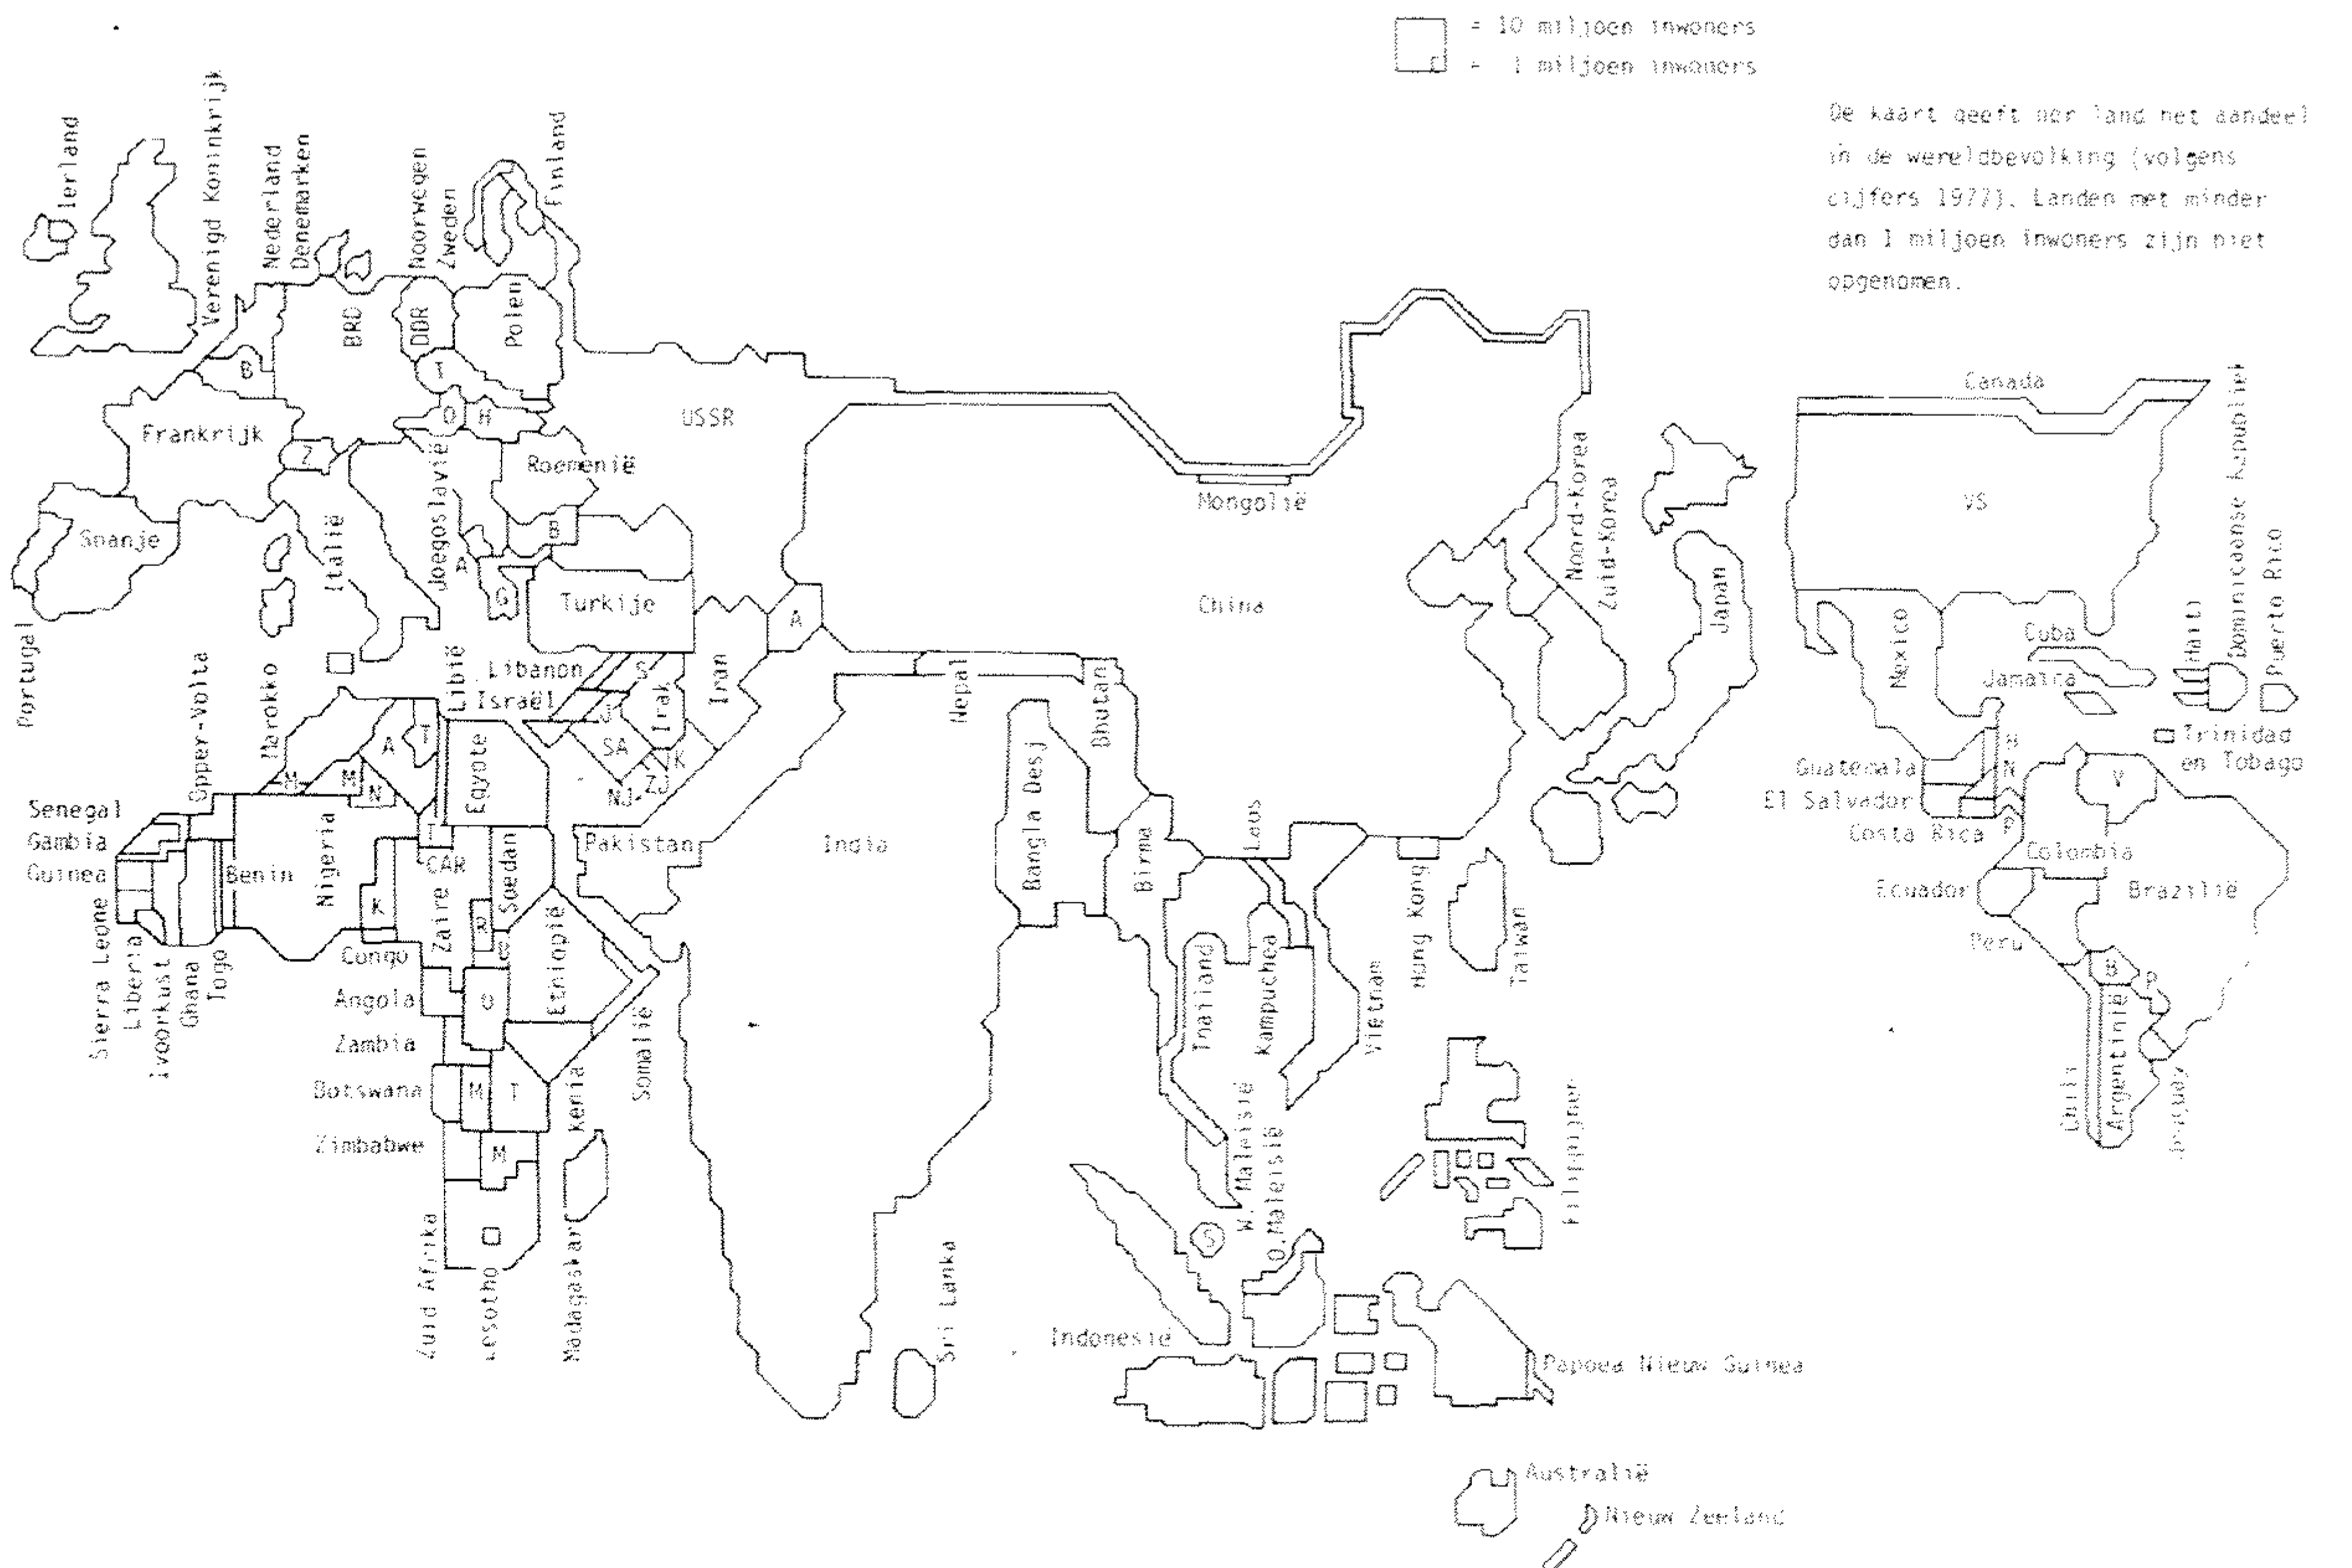 = 10 miljoen inwoners
= 1 miljoen inwoners
De kaart geeft per land het aandeel
in de wereldbevolking (volgens
cijfers 1977). Landen met minder
dan 1 miljoen inwoners zijn niet
opgenomen.
Ierland
Verenigd Koninkrijk
Nederland
Denemarken
BRD
DDR
Noorwegen
Zweden
Finland
Polen
B
T
O
H
Frankrijk
Z
USSR
Roemenië
Joegoslavië
Italië
Spanje
Portugal
B
A
G
Turkije
A
Mongolië
China
Noord-Korea
Zuid-Korea
Japan
Canada
VS
Mexico
Cuba
Jamaica
Haïti
Dominicaanse Republiek
Puerto Rico
Trinidad
en Tobago
Guatemala
El Salvador
Costa Rica
H
N
P
V
Colombia
Ecuador
Brazilië
Peru
B
P
Chili
Argentinië
Uruguay
Opper-Volta
Marokko
Libië
Libanon
Israël
S
J
Irak
Iran
SA
K
ZJ
NJ
A
T
M
M
N
Egypte
Senegal
Gambia
Guinea
Sierra Leone
Liberia
Ivoorkust
Ghana
Togo
Benin
Nigeria
T
CAR
K
Congo
Zaïre
Soedan
R
Ethiopië
Somalië
Angola
O
Zambia
Botswana
M
T
Kenia
Zimbabwe
M
Zuid Afrika
Lesotho
Madagaskar
Pakistan
India
Nepal
Bhutan
Bangla Desj
Birma
Sri Lanka
Laos
Thailand
Kampuchea
Vietnam
Hong Kong
Taiwan
W. Maleisië
O.Maleisië
S
Filippijnen
Indonesië
Papoea Nieuw Guinea
Australië
Nieuw Zeeland